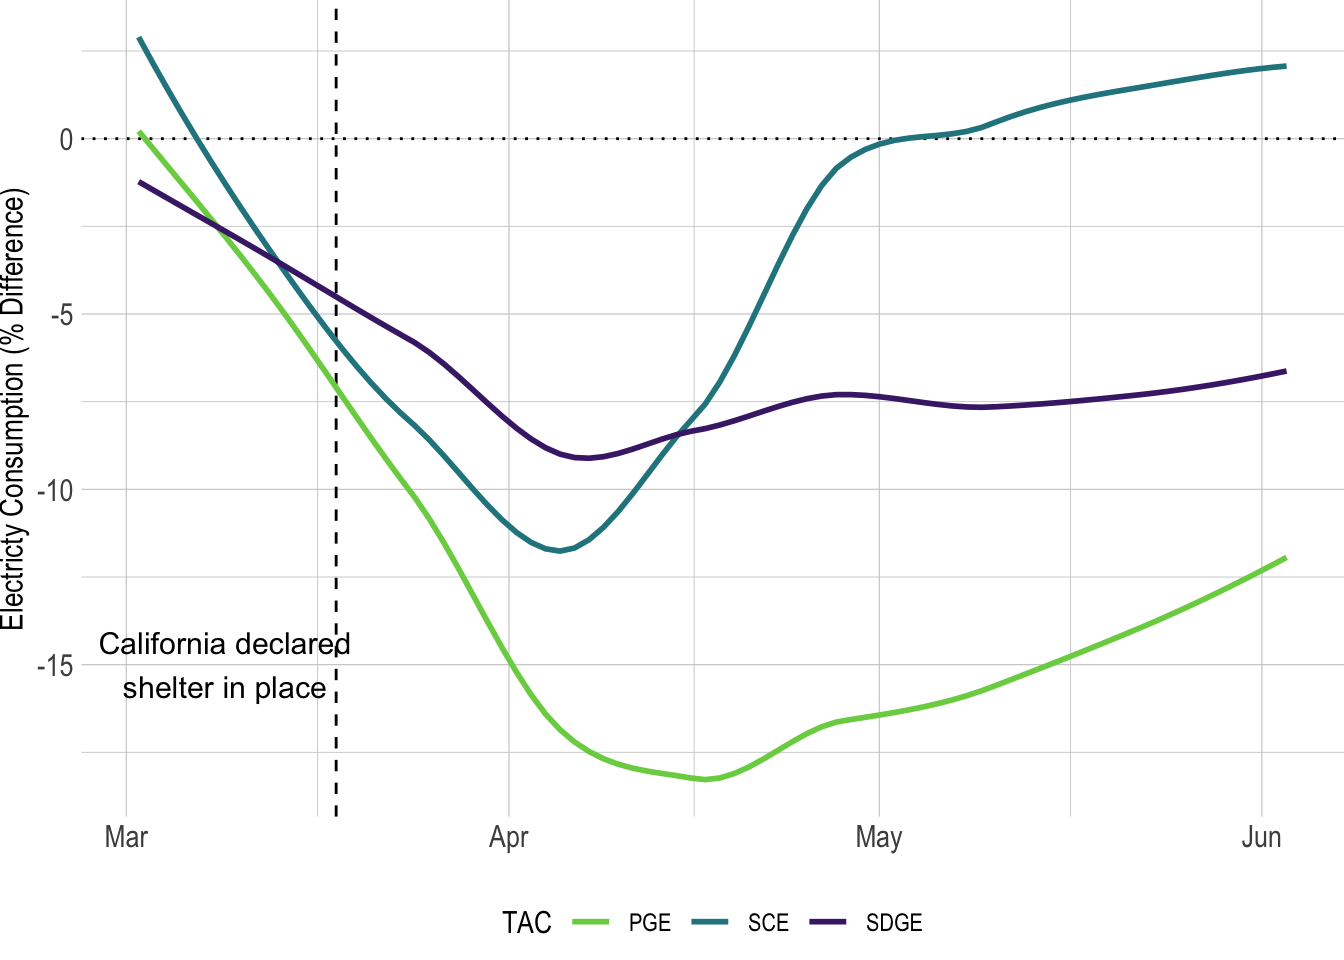 Electricty Consumption (% Difference)
0
-5
-10
-15
California declared
shelter in place
Mar Apr May Jun
TAC PGE SCE SDGE